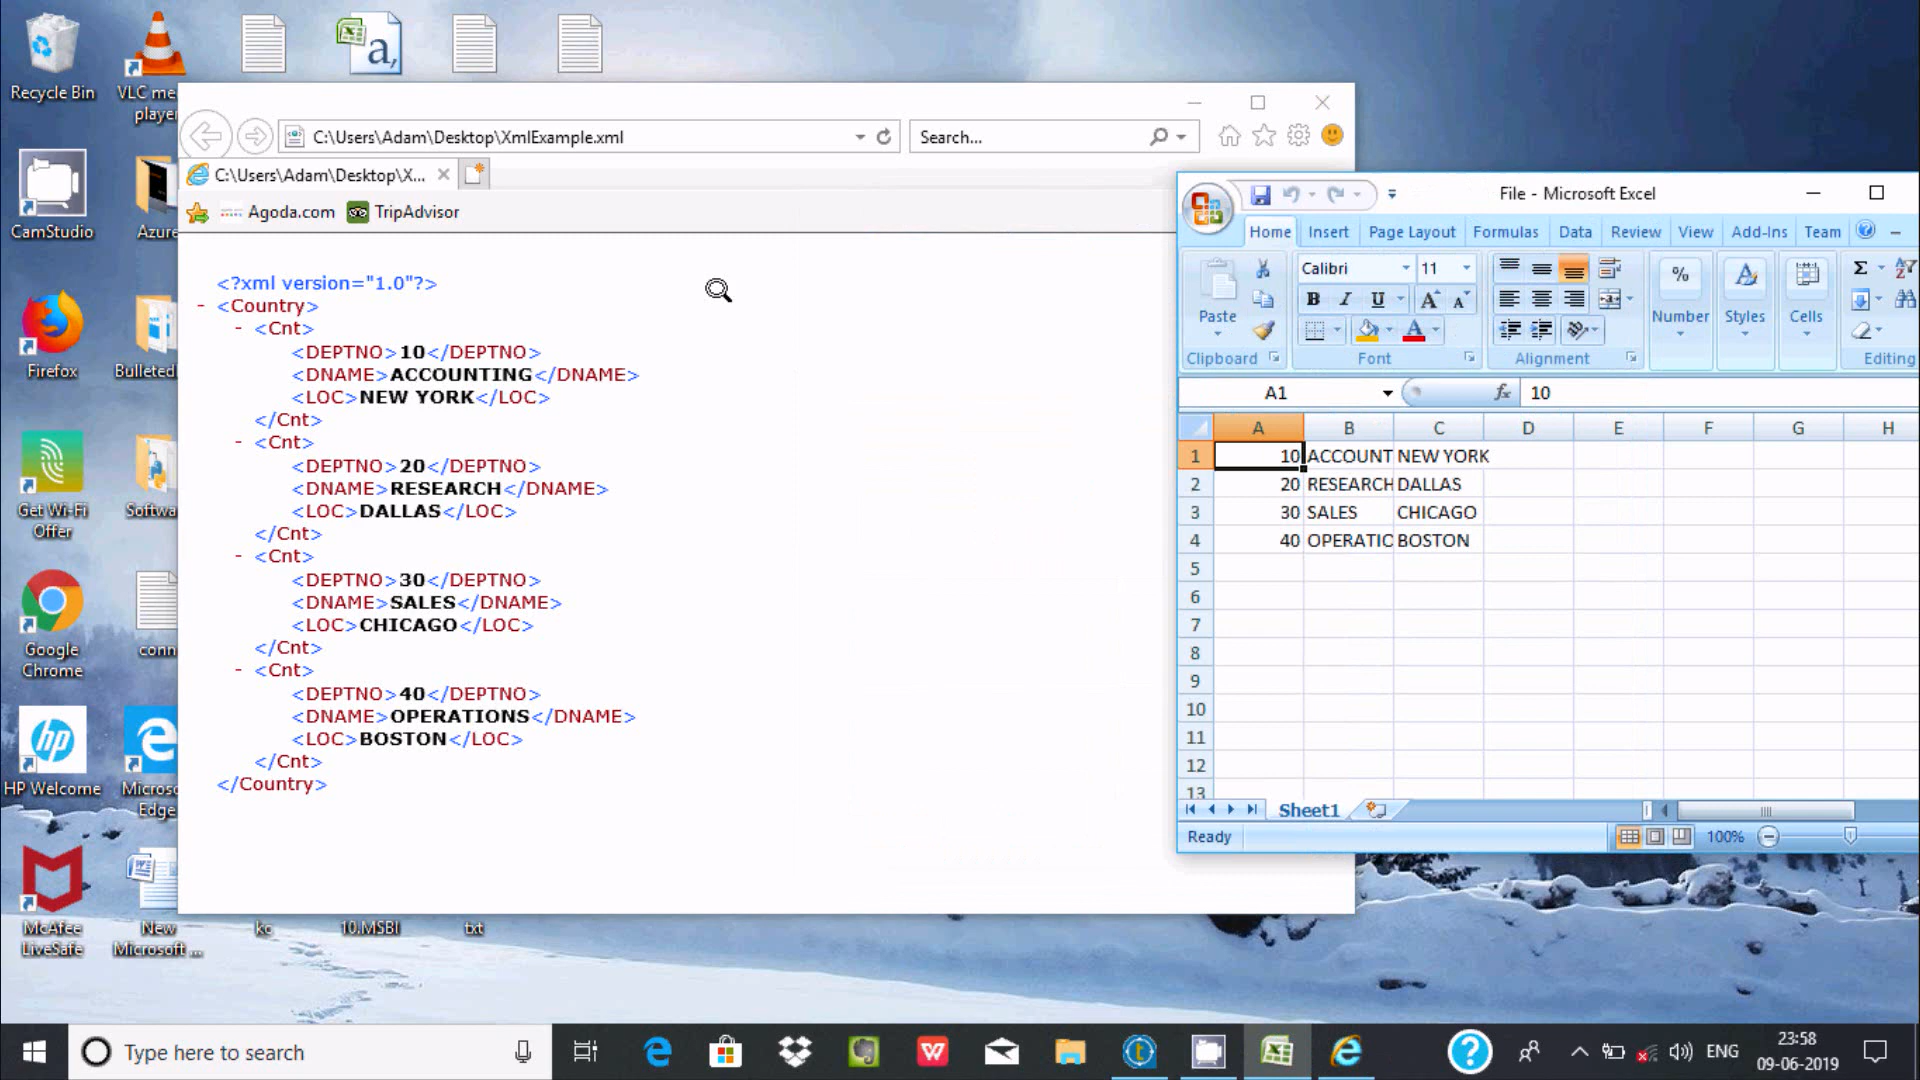 Recycle Bin
VLC me
player
CamStudio
Azure
Firefox
Bulleted
Get Wi-Fi
Offer
Softwa
Google
Chrome
conn
HP Welcome
Micros
Edge
McAfee
LiveSafe
New
Microsoft ...
kc
10.MSBI
txt
C:\Users\Adam\Desktop\XmlExample.xml
Search...
C:\Users\Adam\Desktop\X...
Agoda.com
TripAdvisor
<?xml version="1.0"?>
- <Country>
- <Cnt>
<DEPTNO>10</DEPTNO>
<DNAME>ACCOUNTING</DNAME>
<LOC>NEW YORK</LOC>
</Cnt>
- <Cnt>
<DEPTNO>20</DEPTNO>
<DNAME>RESEARCH</DNAME>
<LOC>DALLAS</LOC>
</Cnt>
- <Cnt>
<DEPTNO>30</DEPTNO>
<DNAME>SALES</DNAME>
<LOC>CHICAGO</LOC>
</Cnt>
- <Cnt>
<DEPTNO>40</DEPTNO>
<DNAME>OPERATIONS</DNAME>
<LOC>BOSTON</LOC>
</Cnt>
</Country>
File - Microsoft Excel
Home Insert Page Layout Formulas Data Review View Add-Ins Team
Calibri 11
Paste
B I U A A
Number Styles Cells
Clipboard Font Alignment Editing
A1 fx 10
A B C D E F G H
1 10 ACCOUNT NEW YORK
2 20 RESEARCH DALLAS
3 30 SALES CHICAGO
4 40 OPERATIO BOSTON
5
6
7
8
9
10
11
12
13
Sheet1
Ready 100%
Type here to search
ENG
23:58
09-06-2019